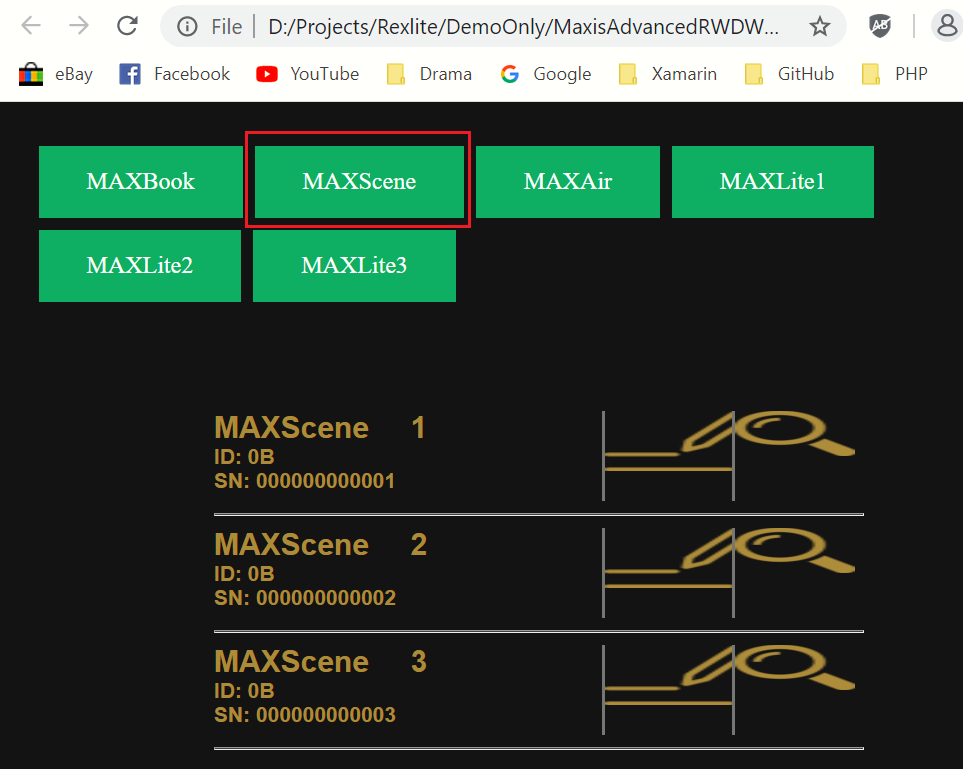 File D:/Projects/Rexlite/DemoOnly/MaxisAdvancedRWDW... AB
eBay Facebook YouTube Drama Google Xamarin GitHub PHP
MAXBook MAXScene MAXAir MAXLite1
MAXLite2 MAXLite3
MAXScene 1
ID: 0B
SN: 000000000001
MAXScene 2
ID: 0B
SN: 000000000002
MAXScene 3
ID: 0B
SN: 000000000003